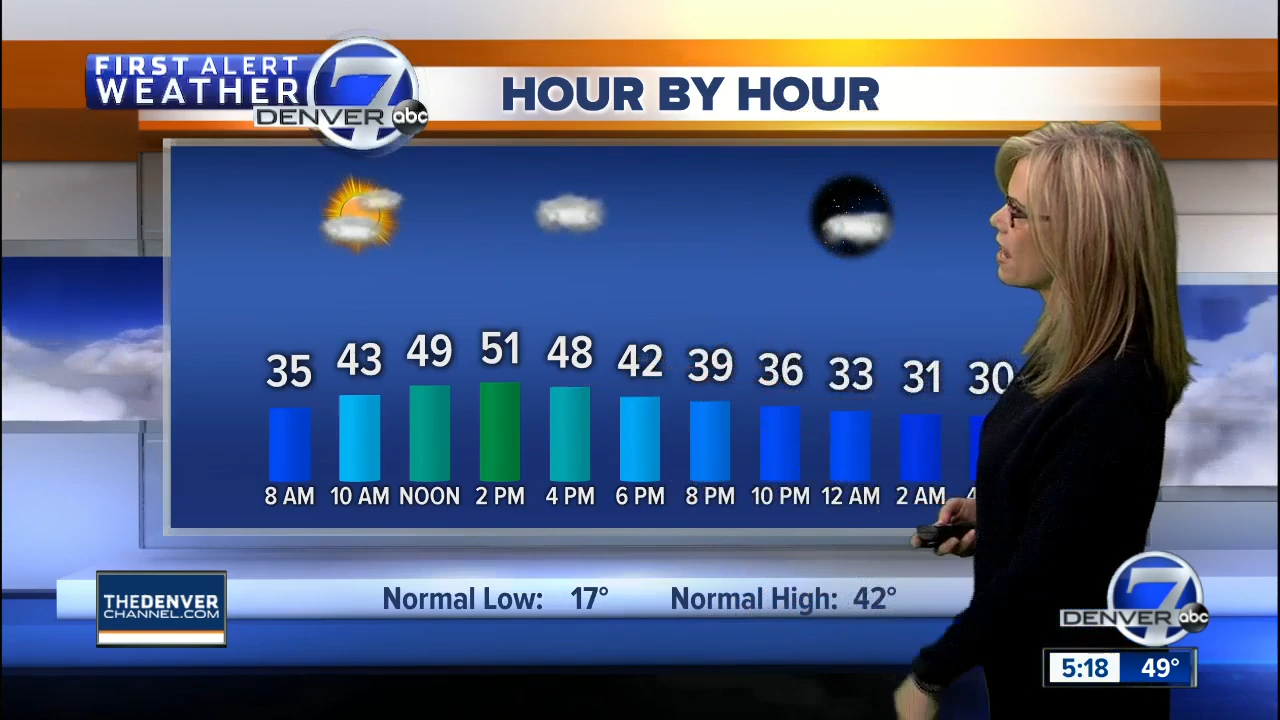 FIRST ALERT
WEATHER
7
DENVER abc
HOUR BY HOUR
35 43 49 51 48 42 39 36 33 31 30
8 AM 10 AM NOON 2 PM 4 PM 6 PM 8 PM 10 PM 12 AM 2 AM
Normal Low: 17° Normal High: 42°
THEDENVER
CHANNEL.COM
7
DENVER abc
5:18 49°